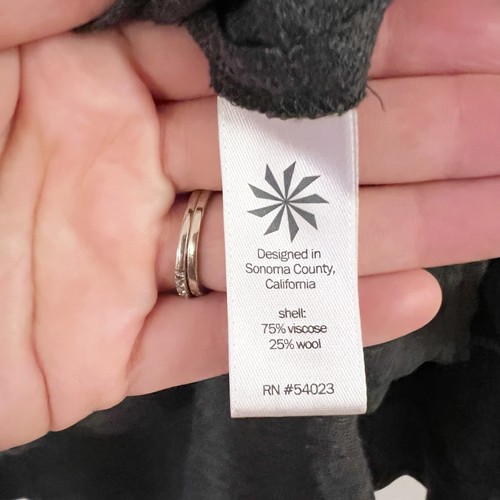 Designed in
Sonoma County,
California
shell:
75% viscose
25% wool
RN #54023